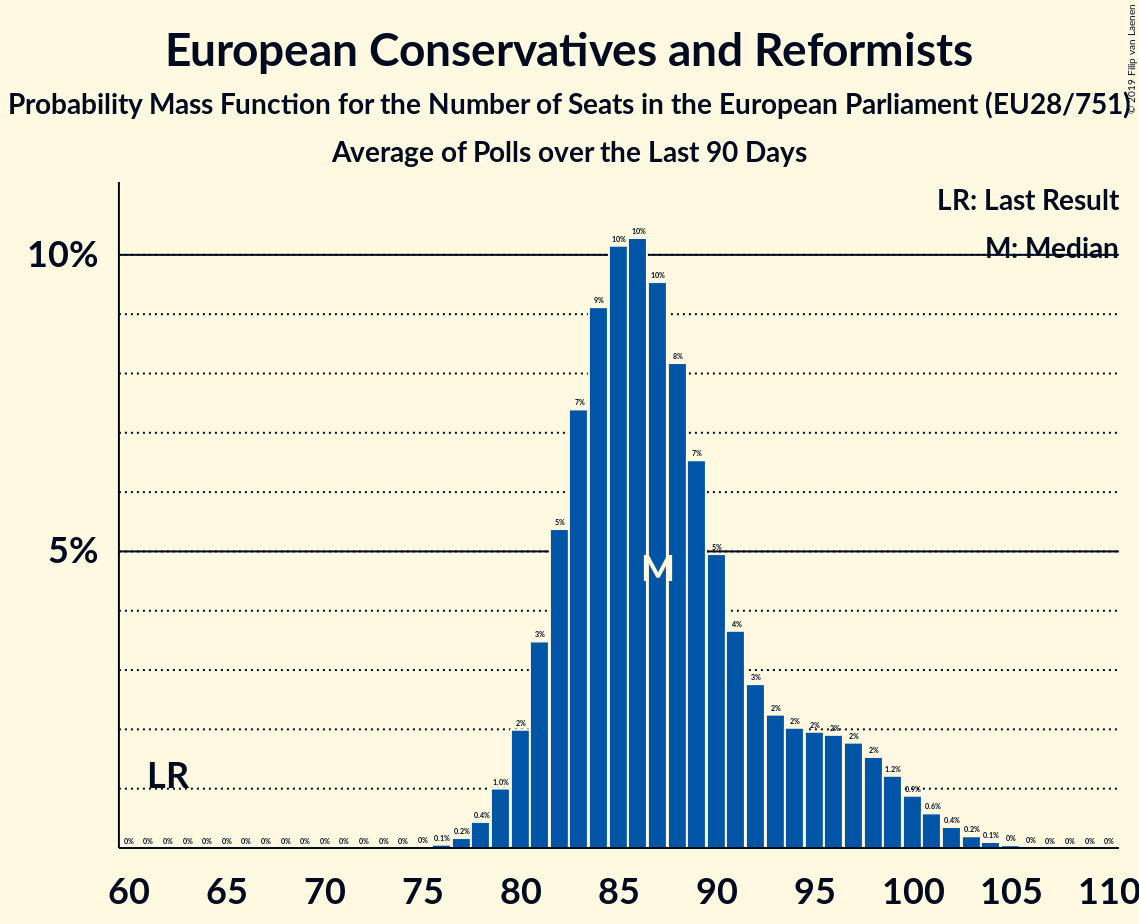 European Conservatives and Reformists
Probability Mass Function for the Number of Seats in the European Parliament (EU28/751)
Average of Polls over the Last 90 Days
© 2019 Filip van Laenen
LR: Last Result
M: Median
10%
5%
LR
M
0% 0% 0% 0% 0% 0% 0% 0% 0% 0% 0% 0% 0% 0% 0% 0% 0.1% 0.2% 0.4% 1.0% 2% 3% 5% 7% 9% 10% 10% 10% 8% 7% 5% 4% 3% 2% 2% 2% 2% 2% 2% 1.2% 0.9% 0.6% 0.4% 0.2% 0.1% 0% 0% 0% 0% 0% 0%
60 65 70 75 80 85 90 95 100 105 110